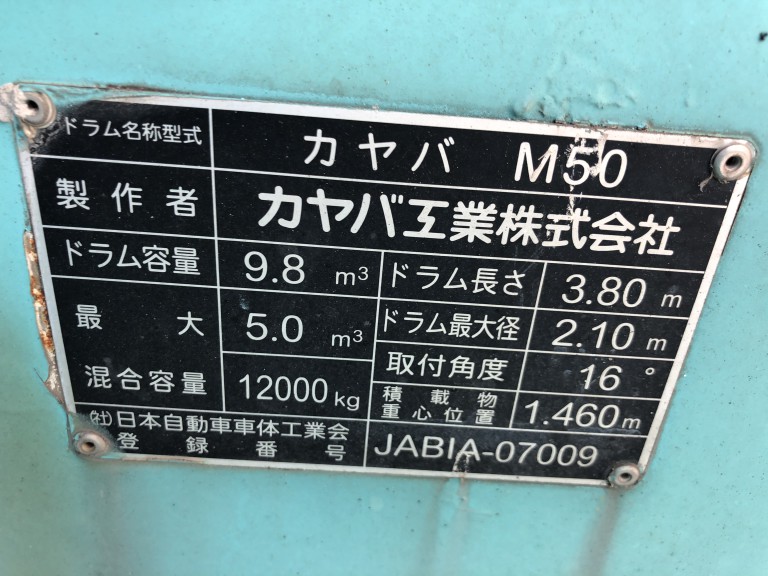 ドラム名称型式 カヤバ M50
製作者 カヤバ工業株式会社
ドラム容量 9.8 m³ ドラム長さ 3.80 m
最大 5.0 m³ ドラム最大径 2.10 m
混合容量 12000kg 取付角度 16°
積載物
重心位置 1.460m
(社)日本自動車車体工業会
登録番号 JABIA-07009